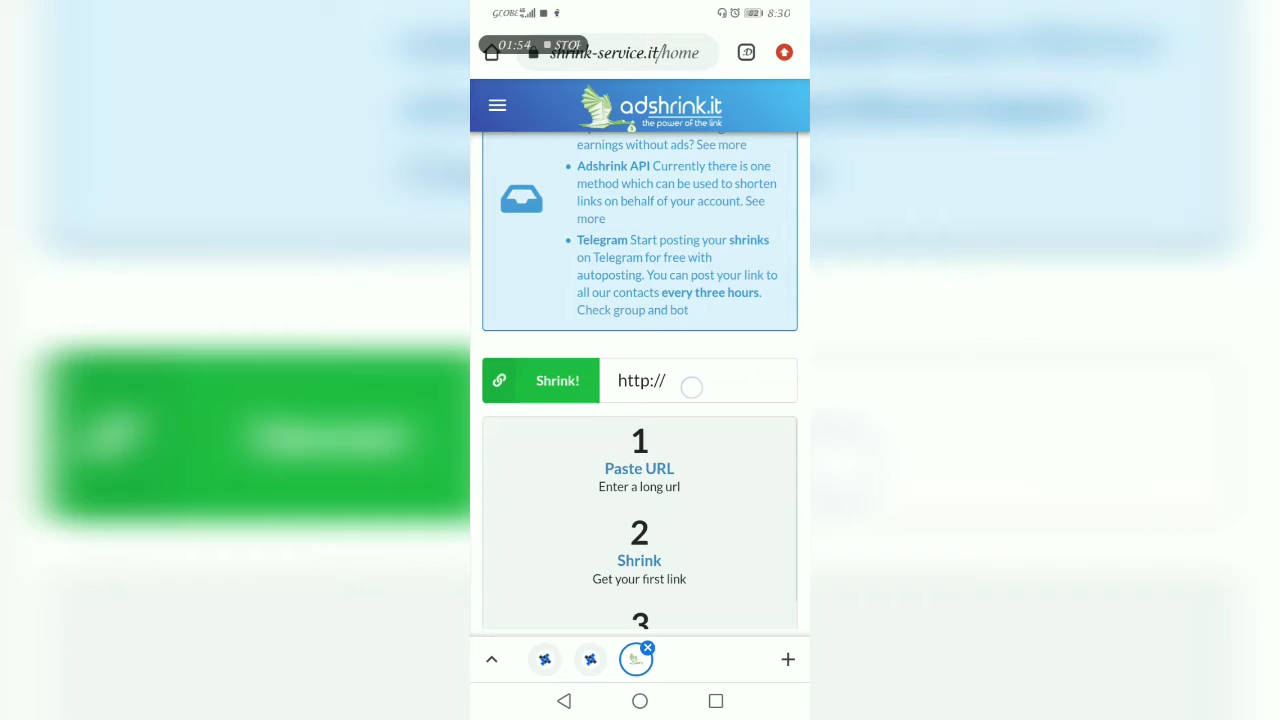 GLOBE 8:30
01:54 STOP
shrink-service.it/home :D
adshrink.it
the power of the link
earnings without ads? See more
• Adshrink API Currently there is one
method which can be used to shorten
links on behalf of your account. See
more
• Telegram Start posting your shrinks
on Telegram for free with
autoposting. You can post your link to
all our contacts every three hours.
Check group and bot
Shrink! http://
1
Paste URL
Enter a long url
2
Shrink
Get your first link
3